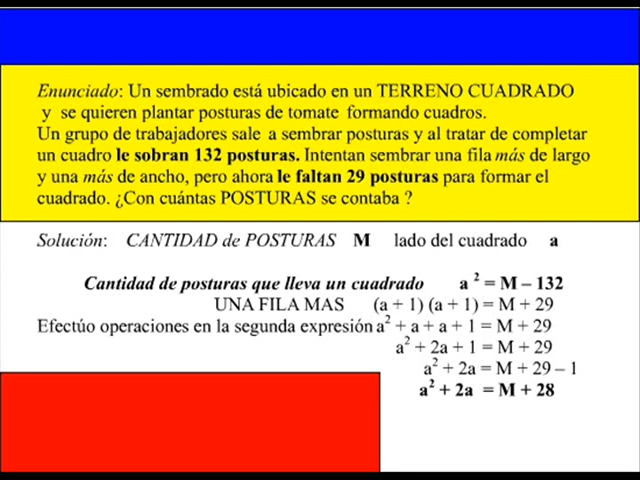 Enunciado: Un sembrado está ubicado en un TERRENO CUADRADO
y se quieren plantar posturas de tomate formando cuadros.
Un grupo de trabajadores sale a sembrar posturas y al tratar de completar
un cuadro le sobran 132 posturas. Intentan sembrar una fila más de largo
y una más de ancho, pero ahora le faltan 29 posturas para formar el
cuadrado. ¿Con cuántas POSTURAS se contaba ?
Solución: CANTIDAD de POSTURAS M lado del cuadrado a
Cantidad de posturas que lleva un cuadrado a² = M – 132
UNA FILA MAS (a + 1) (a + 1) = M + 29
Efectúo operaciones en la segunda expresión a² + a + a + 1 = M + 29
a² + 2a + 1 = M + 29
a² + 2a = M + 29 – 1
a² + 2a = M + 28